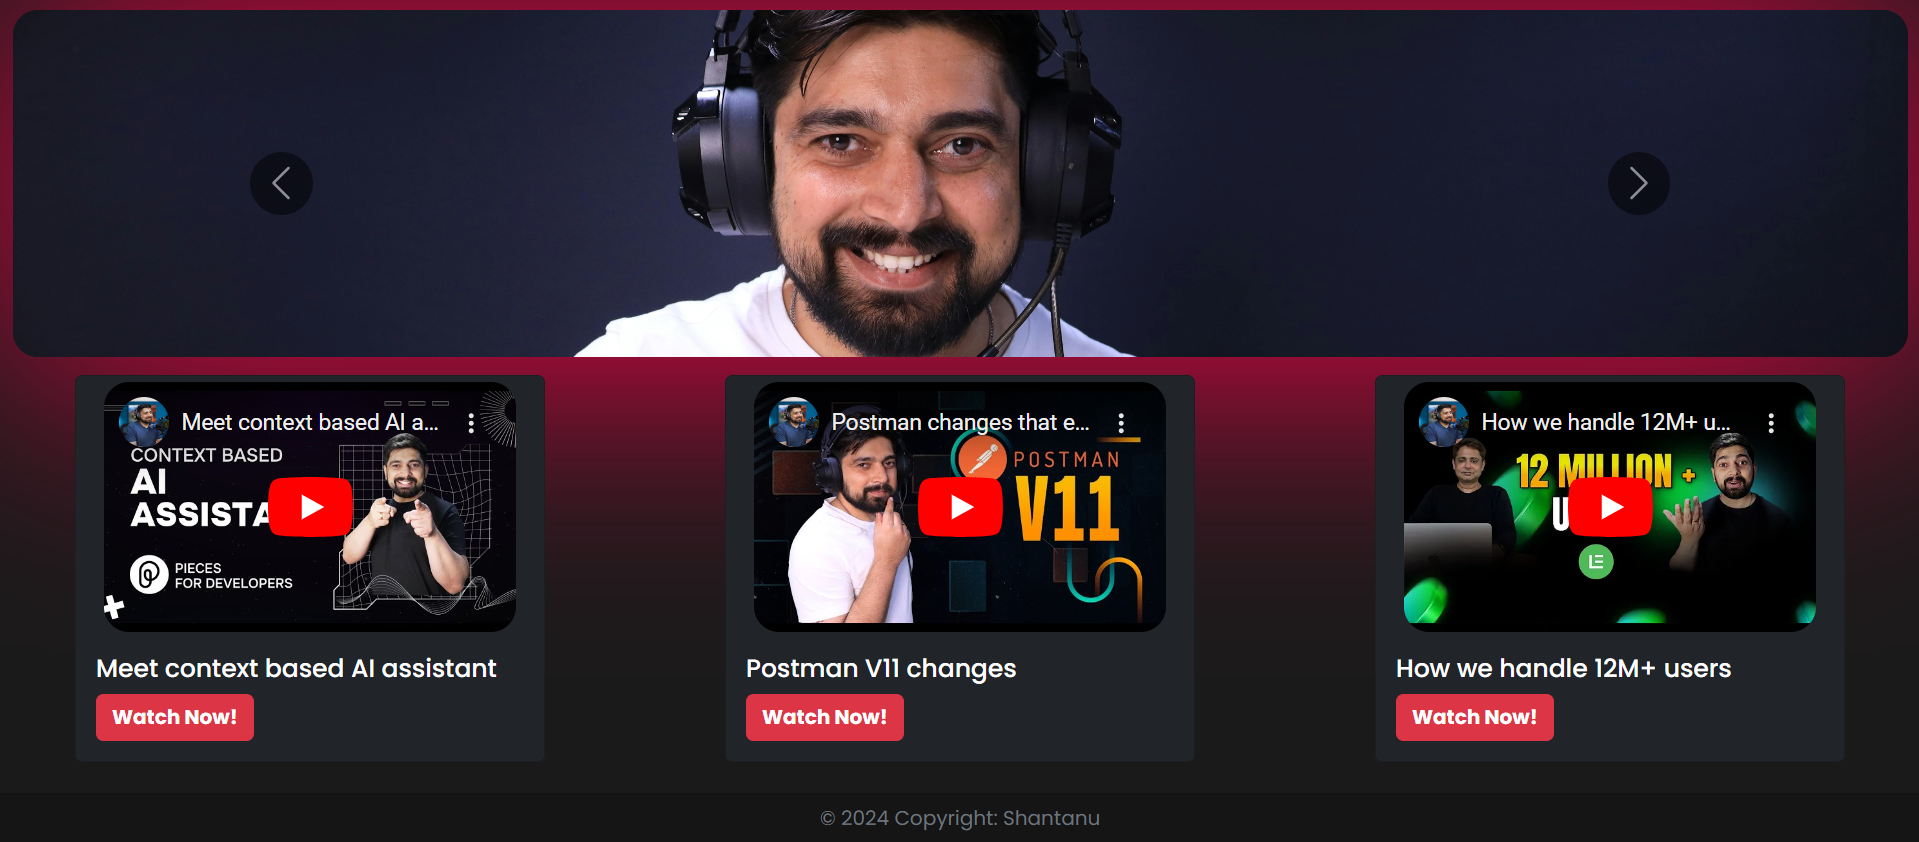 Meet context based AI a...
CONTEXT BASED
AI
ASSISTA
PIECES
FOR DEVELOPERS
Postman changes that e...
POSTMAN
V11
How we handle 12M+ u...
12 MILLION +
U
Meet context based AI assistant
Watch Now!
Postman V11 changes
Watch Now!
How we handle 12M+ users
Watch Now!
© 2024 Copyright: Shantanu